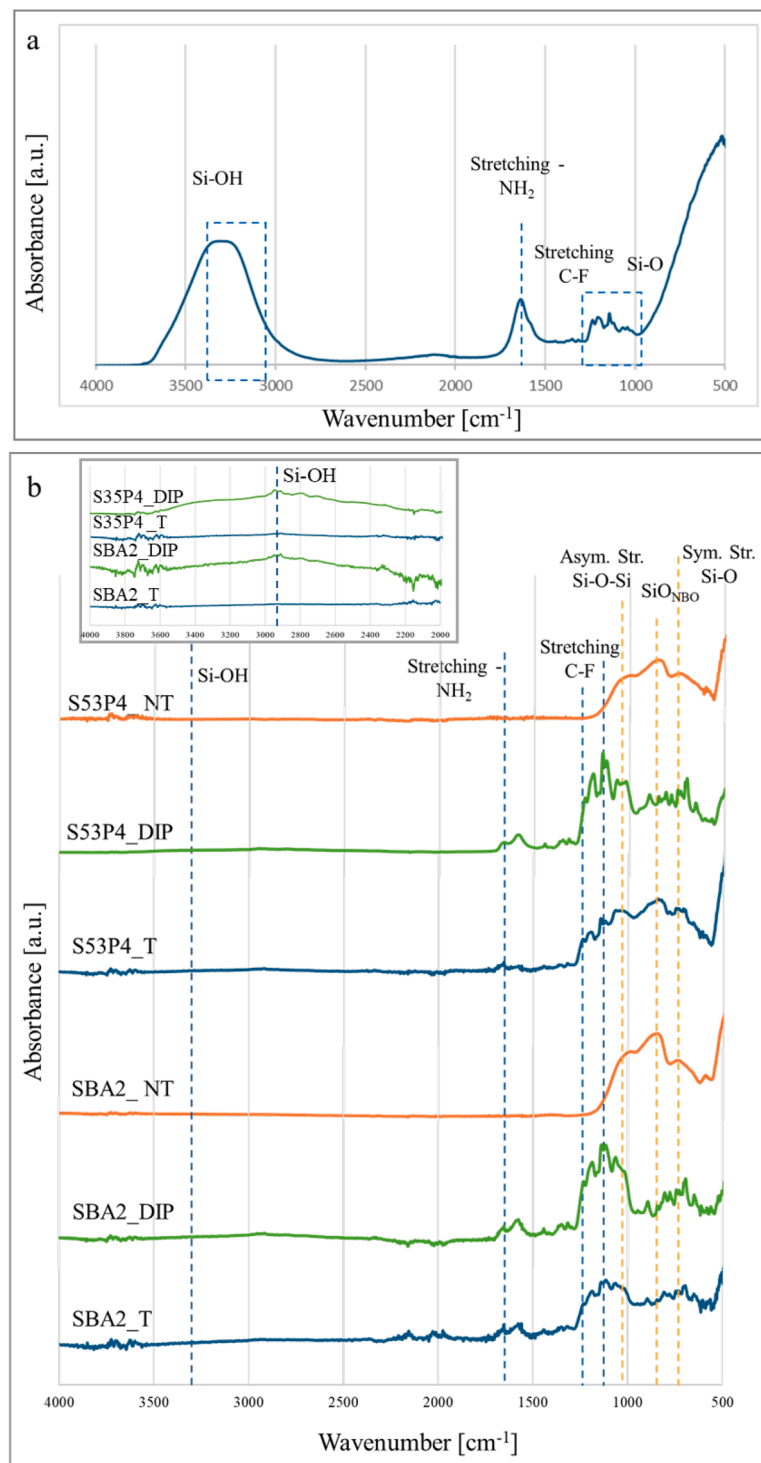 a
Absorbance [a.u.]
Si-OH
Stretching -
NH2
Stretching
C-F
Si-O
4000 3500 3000 2500 2000 1500 1000 500
Wavenumber [cm-1]
b
S35P4_DIP
S35P4_T
SBA2_DIP
SBA2_T
Si-OH
4000 3800 3600 3400 3200 3000 2800 2600 2400 2200 2000
Asym. Str.
Si-O-Si
SiONBO
Sym. Str.
Si-O
Si-OH
Stretching -
NH2
Stretching
C-F
S53P4_NT
S53P4_DIP
S53P4_T
SBA2_ NT
SBA2_DIP
SBA2_T
Absorbance [a.u.]
4000 3500 3000 2500 2000 1500 1000 500
Wavenumber [cm-1]